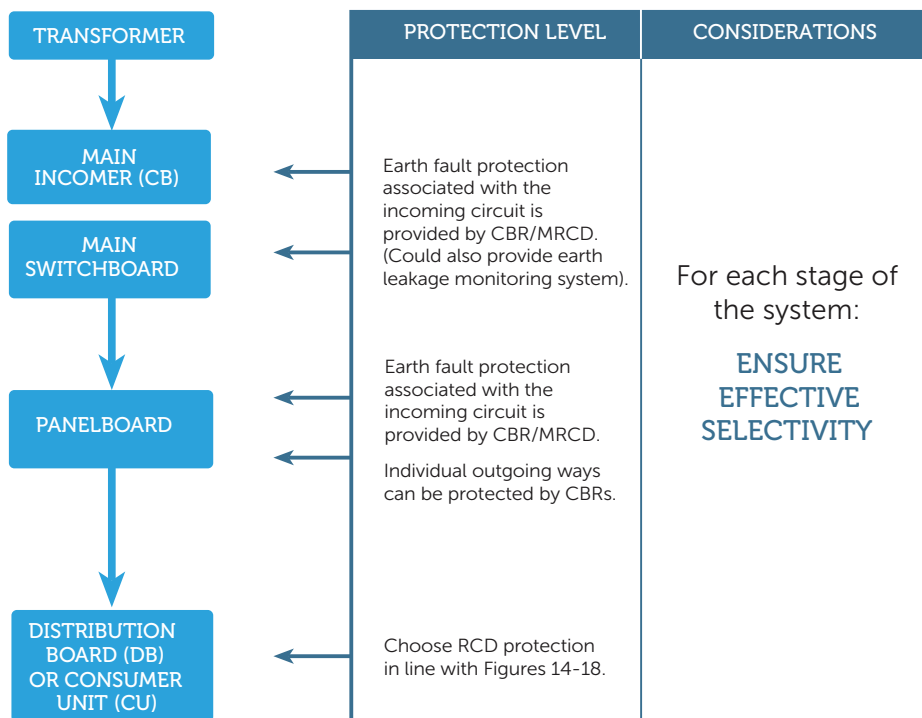 TRANSFORMER
MAIN
INCOMER (CB)
MAIN
SWITCHBOARD
PANELBOARD
DISTRIBUTION
BOARD (DB)
OR CONSUMER
UNIT (CU)
PROTECTION LEVEL
Earth fault protection
associated with the
incoming circuit is
provided by CBR/MRCD.
(Could also provide earth
leakage monitoring system).
Earth fault protection
associated with the
incoming circuit is
provided by CBR/MRCD.
Individual outgoing ways
can be protected by CBRs.
Choose RCD protection
in line with Figures 14-18.
CONSIDERATIONS
For each stage of
the system:
ENSURE
EFFECTIVE
SELECTIVITY